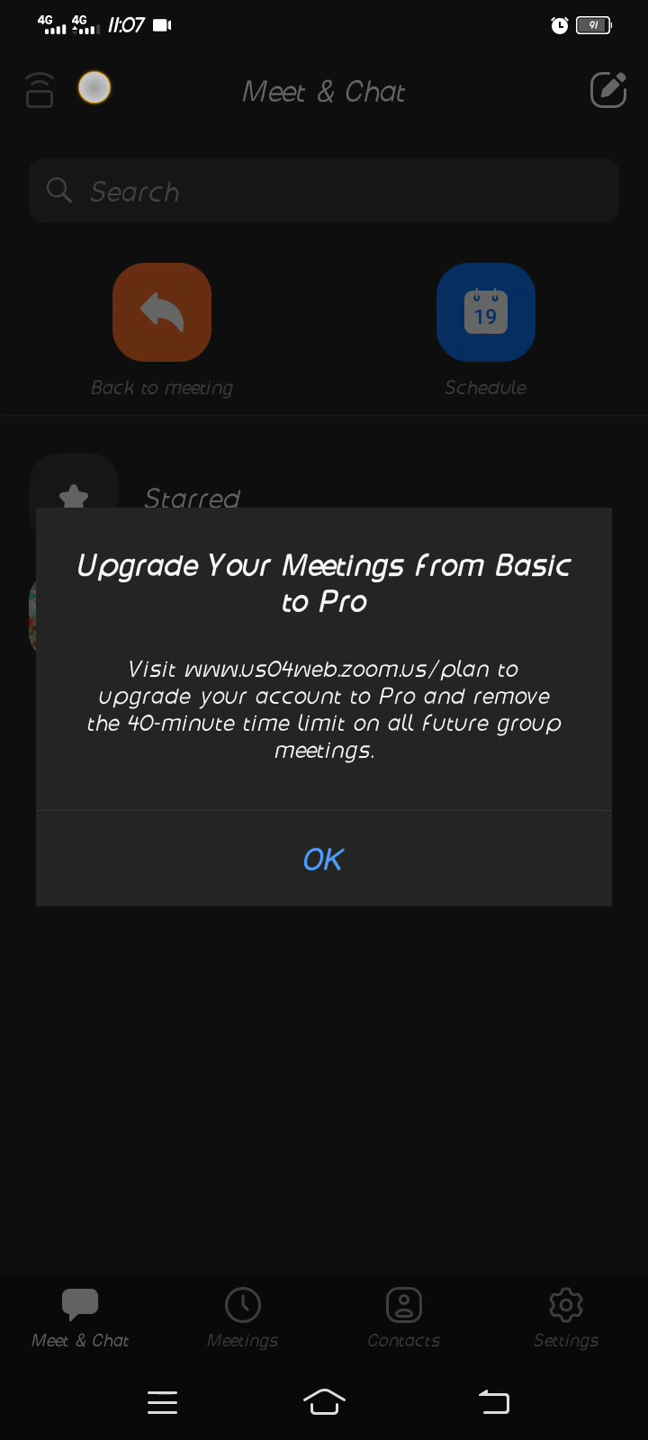 4G 4G 11:07 91
Meet & Chat
Search
19
Back to meeting
Schedule
Starred
Upgrade Your Meetings from Basic
to Pro
Visit www.us04web.zoom.us/plan to
upgrade your account to Pro and remove
the 40-minute time limit on all future group
meetings.
OK
Meet & Chat
Meetings
Contacts
Settings